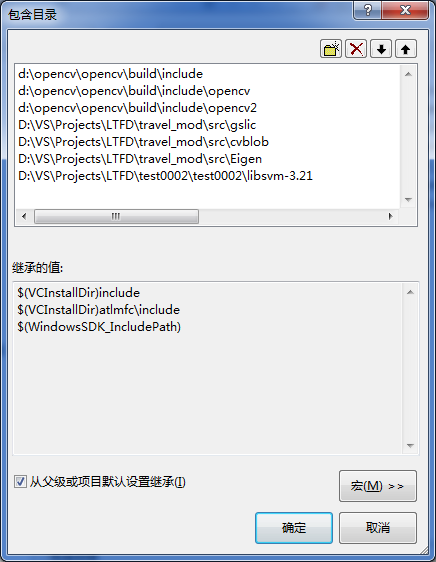 包含目录
d:\opencv\opencv\build\include
d:\opencv\opencv\build\include\opencv
d:\opencv\opencv\build\include\opencv2
D:\VS\Projects\LTFD\travel_mod\src\gslic
D:\VS\Projects\LTFD\travel_mod\src\cvblob
D:\VS\Projects\LTFD\travel_mod\src\Eigen
D:\VS\Projects\LTFD\test0002\test0002\libsvm-3.21
继承的值:
$(VCInstallDir)include
$(VCInstallDir)atlmfc\include
$(WindowsSDK_IncludePath)
从父级或项目默认设置继承(I)
宏(M) >>
确定
取消